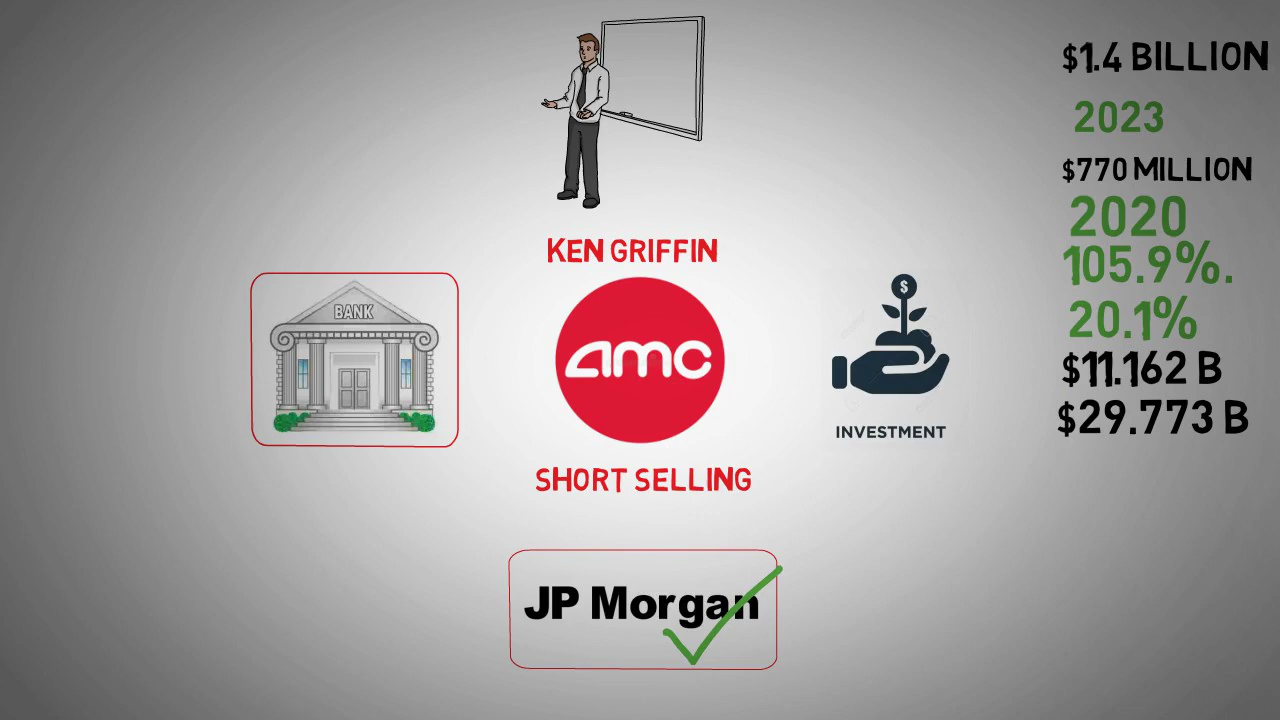 $1.4 BILLION
2023
$770 MILLION
2020
105.9%.
20.1%
$11.162 B
$29.773 B
KEN GRIFFIN
BANK
amc
$
INVESTMENT
SHORT SELLING
JP Morgan